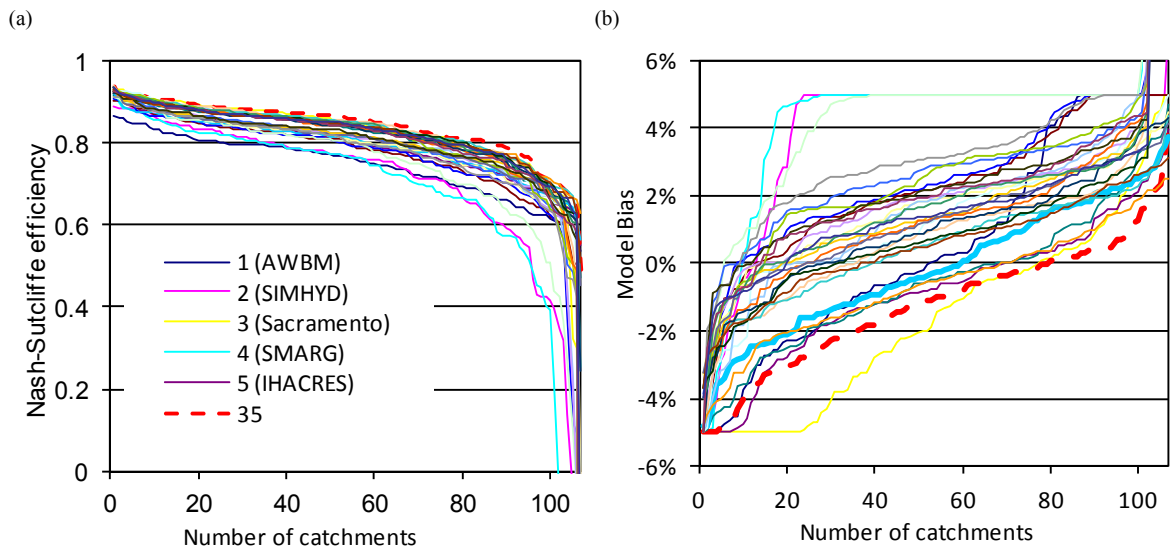 (a)
(b)
1
0.8
0.6
0.4
0.2
0
Nash-Sutcliffe efficiency
1 (AWBM)
2 (SIMHYD)
3 (Sacramento)
4 (SMARG)
5 (IHACRES)
35
0 20 40 60 80 100
Number of catchments
6%
4%
2%
0%
-2%
-4%
-6%
Model Bias
0 20 40 60 80 100
Number of catchments